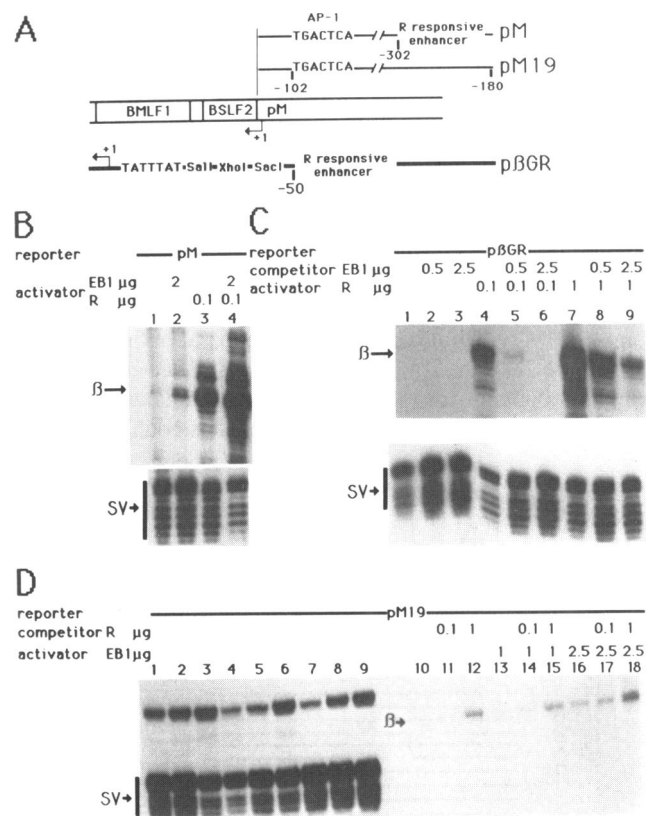 A
AP-1
TGACTCA
R responsive
enhancer
pM
-302
TGACTCA
pM19
-102
-180
BMLF1
BSLF2
pM
+1
+1
TATTTAT SalI XhoI SacI
R responsive
enhancer
pβGR
-50
B
reporter
pM
activator
EB1 µg 2 2
R µg 0.1 0.1
1 2 3 4
β
SV
C
reporter
pβGR
competitor EB1 µg 0.5 2.5 0.5 2.5 0.5 2.5
activator R µg 0.1 0.1 0.1 1 1 1
1 2 3 4 5 6 7 8 9
β
SV
D
reporter
pM19
competitor R µg 0.1 1 0.1 1 0.1 1
activator EB1µg 1 1 1 2.5 2.5 2.5
1 2 3 4 5 6 7 8 9 10 11 12 13 14 15 16 17 18
β
SV